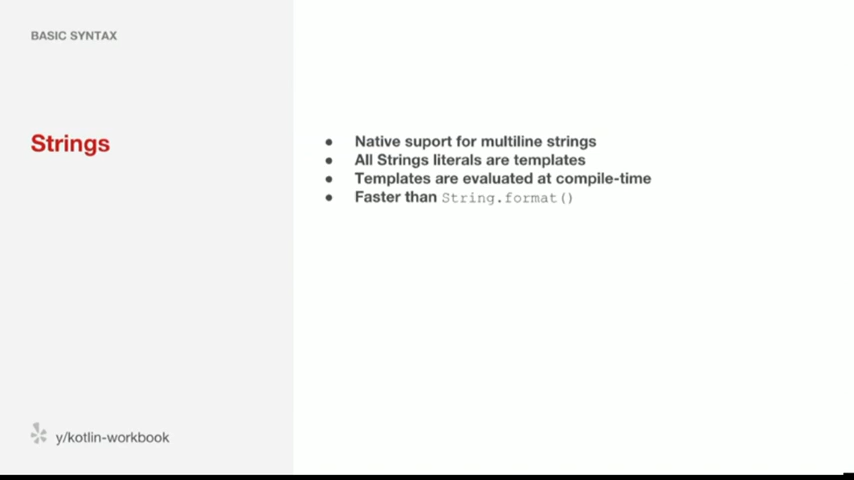 BASIC SYNTAX
Strings
● Native suport for multiline strings
● All Strings literals are templates
● Templates are evaluated at compile-time
● Faster than String.format()
y/kotlin-workbook